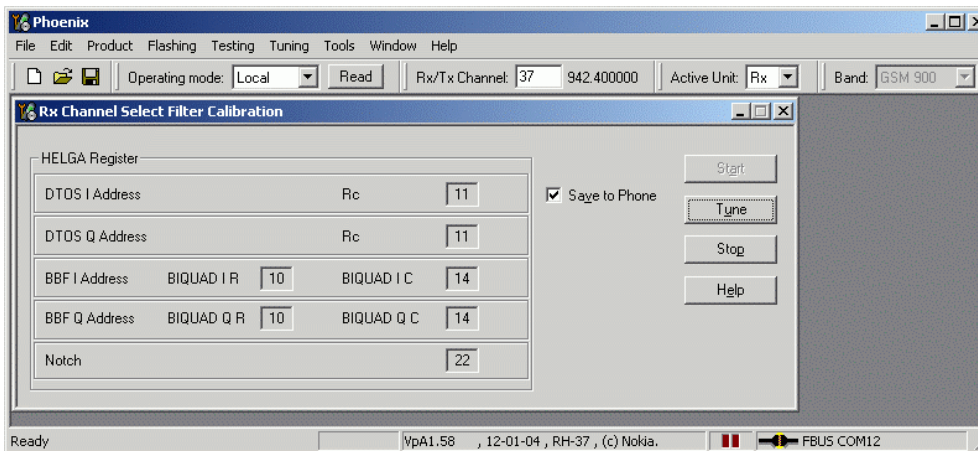 Phoenix
File Edit Product Flashing Testing Tuning Tools Window Help
Operating mode: Local Read Rx/Tx Channel: 37 942.400000 Active Unit: Rx Band: GSM 900
Rx Channel Select Filter Calibration
HELGA Register
DTOS I Address Rc 11
DTOS Q Address Rc 11
BBF I Address BIQUAD I R 10 BIQUAD I C 14
BBF Q Address BIQUAD Q R 10 BIQUAD Q C 14
Notch 22
Save to Phone
Start
Tune
Stop
Help
Ready VpA1.58 , 12-01-04 , RH-37 , (c) Nokia. FBUS COM12